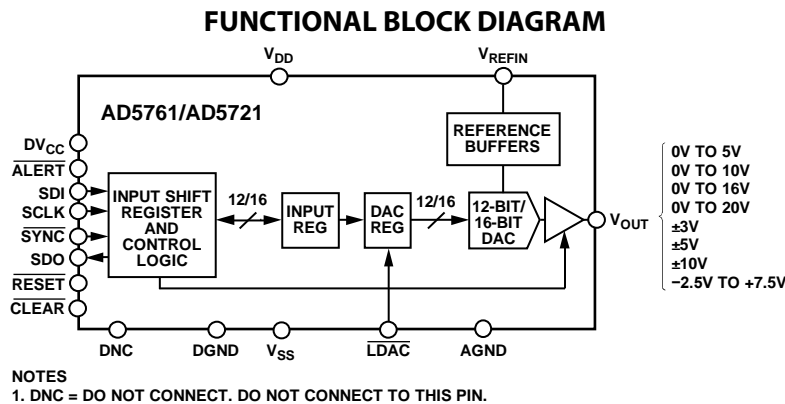 FUNCTIONAL BLOCK DIAGRAM
VDD
VREFIN
AD5761/AD5721
REFERENCE
BUFFERS
DVCC
ALERT
SDI
SCLK
SYNC
SDO
RESET
CLEAR
INPUT SHIFT
REGISTER
AND
CONTROL
LOGIC
12/16
INPUT
REG
DAC
REG
12/16
12-BIT/
16-BIT
DAC
VOUT
0V TO 5V
0V TO 10V
0V TO 16V
0V TO 20V
±3V
±5V
±10V
−2.5V TO +7.5V
DNC
DGND
VSS
LDAC
AGND
NOTES
1. DNC = DO NOT CONNECT. DO NOT CONNECT TO THIS PIN.